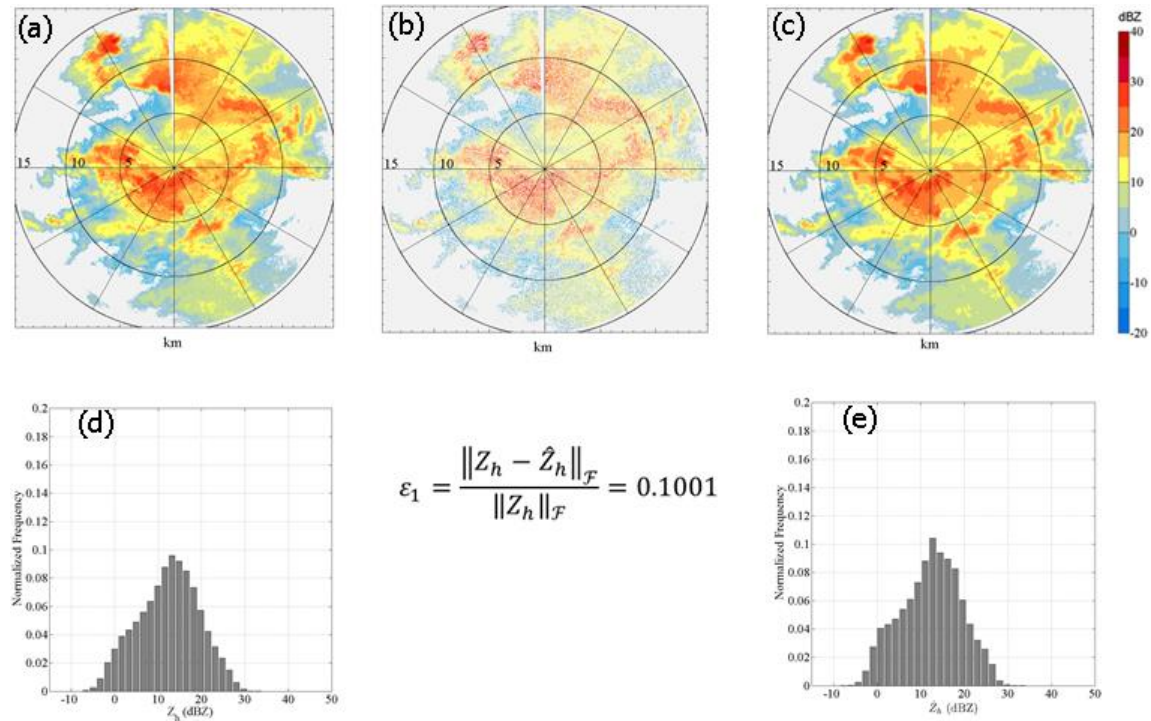 (a)
(b)
(c)
dBZ
40
30
20
10
0
-10
-20
15 10 5
15 10 5
15 10 5
km
km
km
(d)
0.2
0.18
0.16
0.14
0.12
0.1
0.08
0.06
0.04
0.02
0
-10 0 10 20 30 40 50
Normalized Frequency
Z_h (dBZ)
ε₁ = ‖Z_h − Ẑ_h‖_ℱ / ‖Z_h‖_ℱ = 0.1001
(e)
0.2
0.18
0.16
0.14
0.12
0.1
0.08
0.06
0.04
0.02
0
-10 0 10 20 30 40 50
Normalized Frequency
Ẑ_h (dBZ)